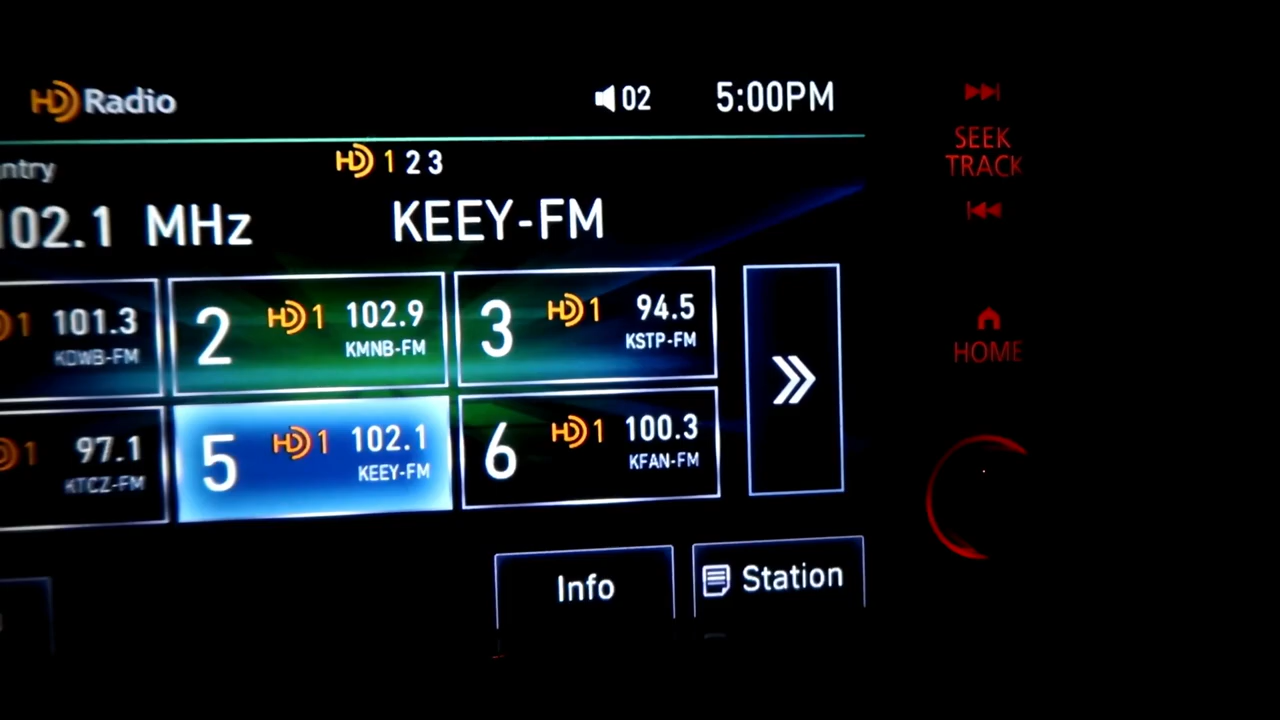 HD Radio 02 5:00PM
ntry HD 1 2 3
102.1 MHz KEEY-FM
1 101.3 KDWB-FM
2 HD 1 102.9 KMNB-FM
3 HD 1 94.5 KSTP-FM
1 97.1 KTCZ-FM
5 HD 1 102.1 KEEY-FM
6 HD 1 100.3 KFAN-FM
Info
Station
SEEK
TRACK
HOME